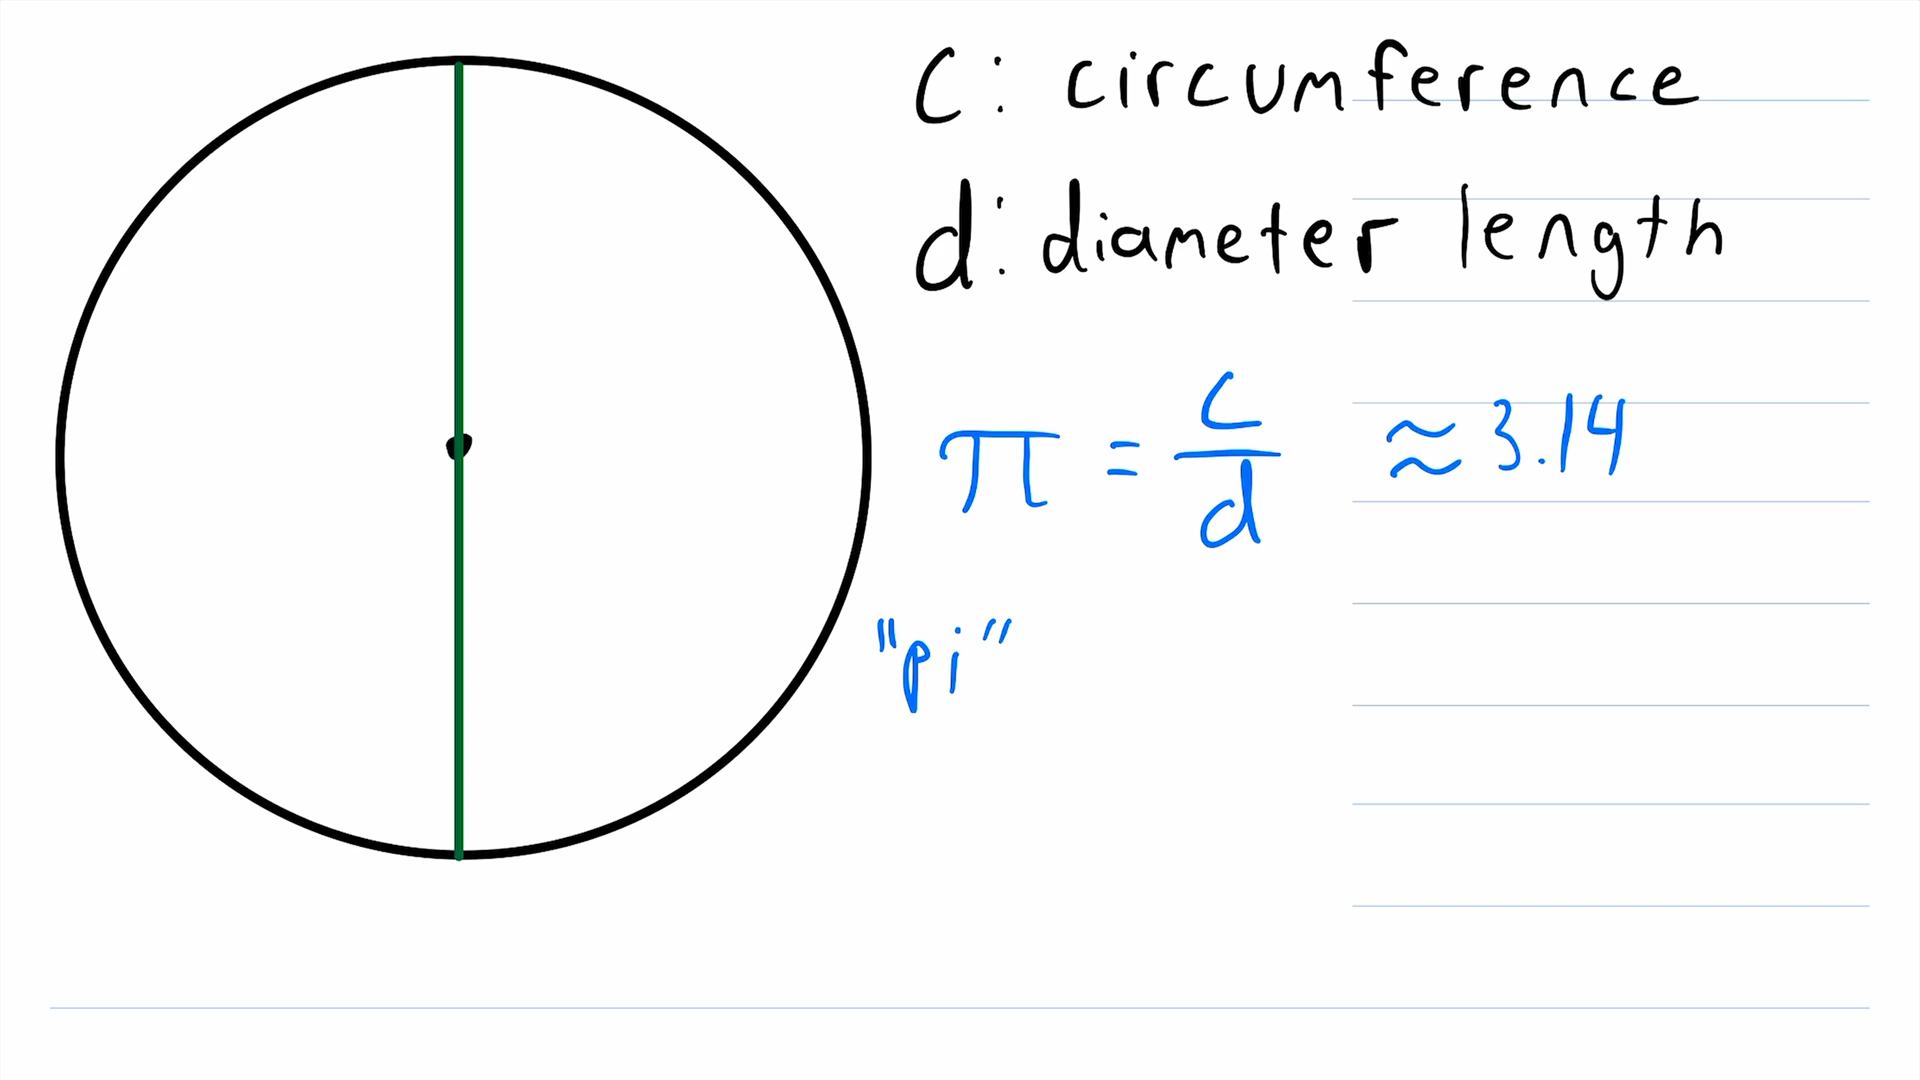 c: circumference
d: diameter length
π = c/d ≈ 3.14
"pi"